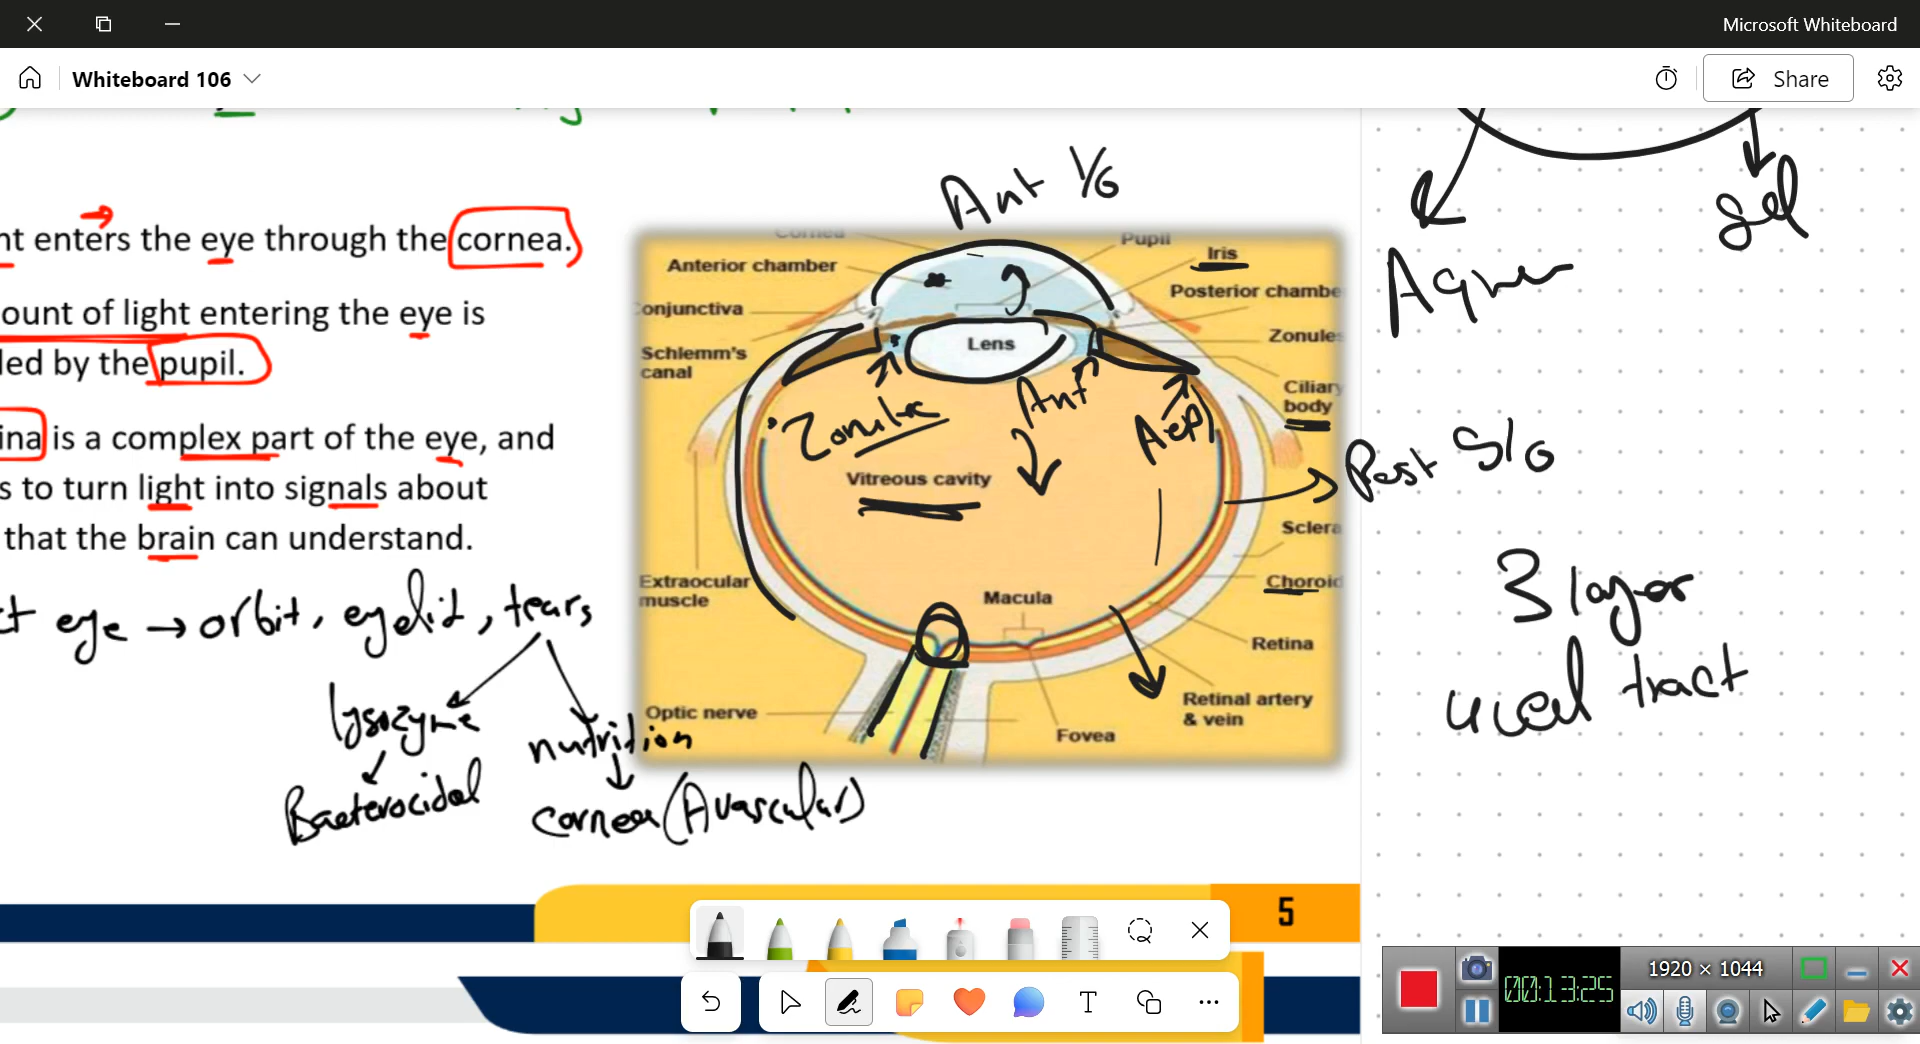 Microsoft Whiteboard
Whiteboard 106
Share
Ant 1/6
gel
Aques
nt enters the eye through the cornea.
ount of light entering the eye is
led by the pupil.
ina is a complex part of the eye, and
s to turn light into signals about
that the brain can understand.
ct eye → orbit, eyelid, tears
lysozyme
Bacterocidal
nutrition
cornea (Avascular)
Cornea
Pupil
Anterior chamber
Iris
Posterior chambe
onjunctiva
Zonules
Schlemm's
canal
Lens
Ciliary
body
Zonule
Ant
Vitreous cavity
Post 5/6
Sclera
Extraocular
muscle
Macula
Choroid
Retina
Retinal artery
& vein
Optic nerve
Fovea
3 layer
uveal tract
5
1920 × 1044
00:13:25